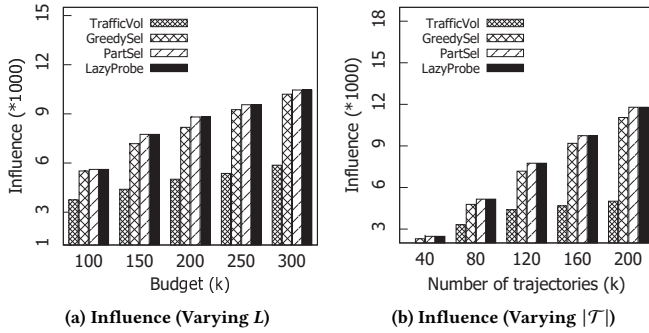 TrafficVol
GreedySel
PartSel
LazyProbe
Influence (*1000)
15
12
9
6
3
1
100 150 200 250 300
Budget (k)
(a) Influence (Varying L)
TrafficVol
GreedySel
PartSel
LazyProbe
Influence (*1000)
18
15
12
9
6
3
40 80 120 160 200
Number of trajectories (k)
(b) Influence (Varying |𝒯|)